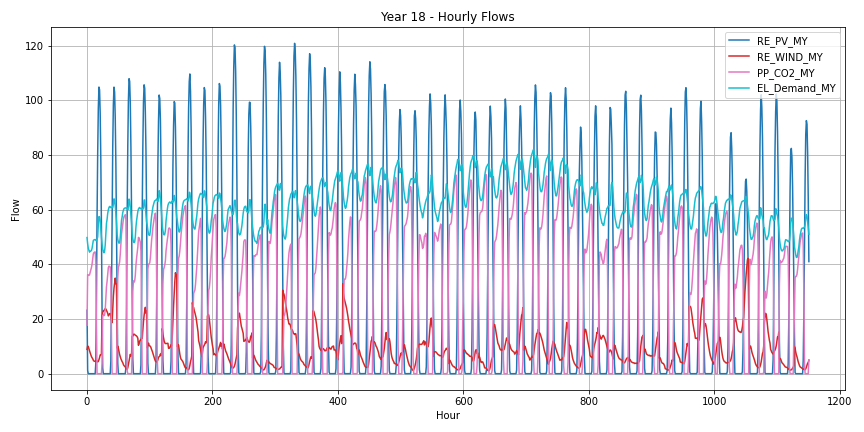 Year 18 - Hourly Flows
RE_PV_MY
RE_WIND_MY
PP_CO2_MY
EL_Demand_MY
Flow
120
100
80
60
40
20
0
0 200 400 600 800 1000 1200
Hour